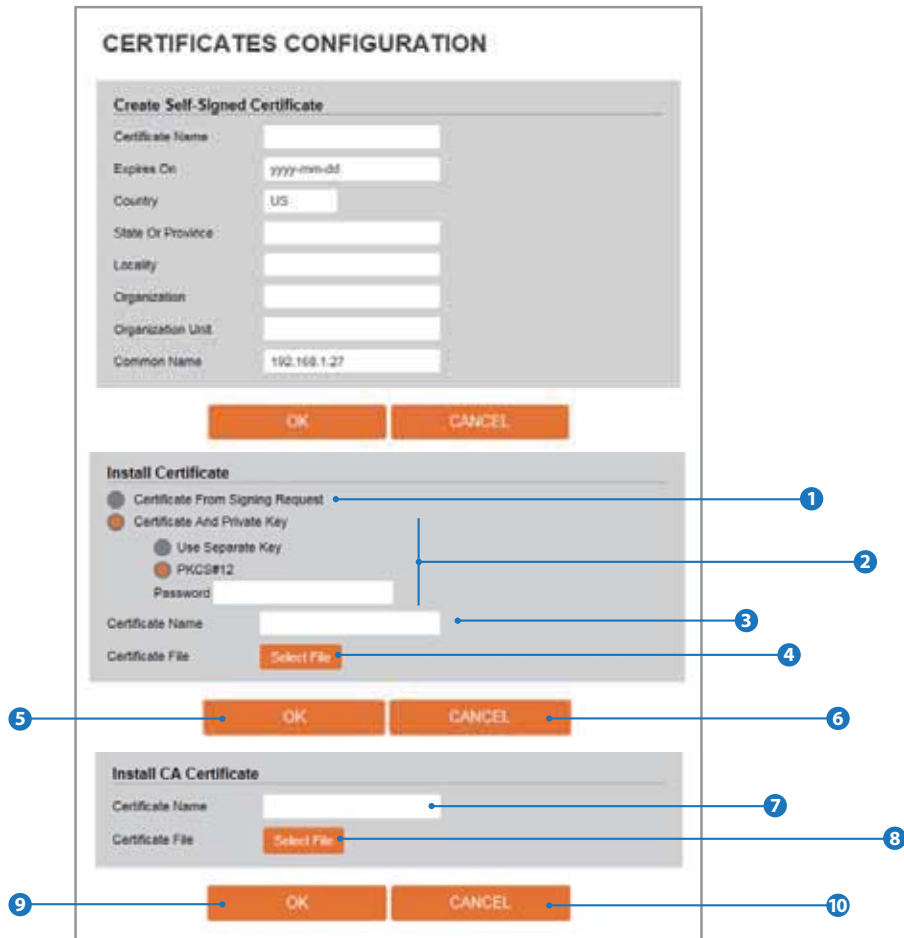 CERTIFICATES CONFIGURATION
Create Self-Signed Certificate
Certificate Name
Expires On yyyy-mm-dd
Country US
State Or Province
Locality
Organization
Organization Unit
Common Name 192.168.1.27
OK CANCEL
Install Certificate
Certificate From Signing Request 1
Certificate And Private Key
Use Separate Key
2
PKCS#12
Password
Certificate Name 3
Certificate File Select File 4
5 OK CANCEL 6
Install CA Certificate
Certificate Name 7
Certificate File Select File 8
9 OK CANCEL 10